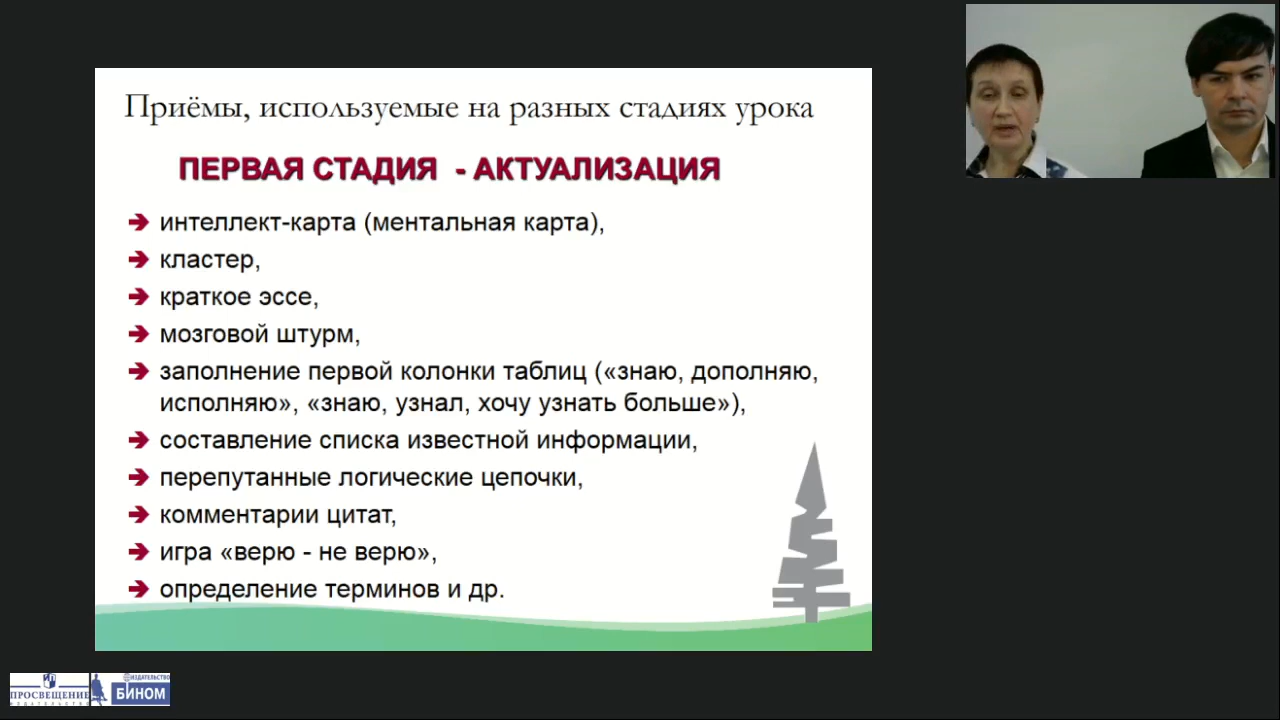 Приёмы, используемые на разных стадиях урока
ПЕРВАЯ СТАДИЯ - АКТУАЛИЗАЦИЯ
интеллект-карта (ментальная карта),
кластер,
краткое эссе,
мозговой штурм,
заполнение первой колонки таблиц («знаю, дополняю,
исполняю», «знаю, узнал, хочу узнать больше»),
составление списка известной информации,
перепутанные логические цепочки,
комментарии цитат,
игра «верю - не верю»,
определение терминов и др.
ПРОСВЕЩЕНИЕ
ИЗДАТЕЛЬСТВО
ИЗДАТЕЛЬСТВО
БИНОМ